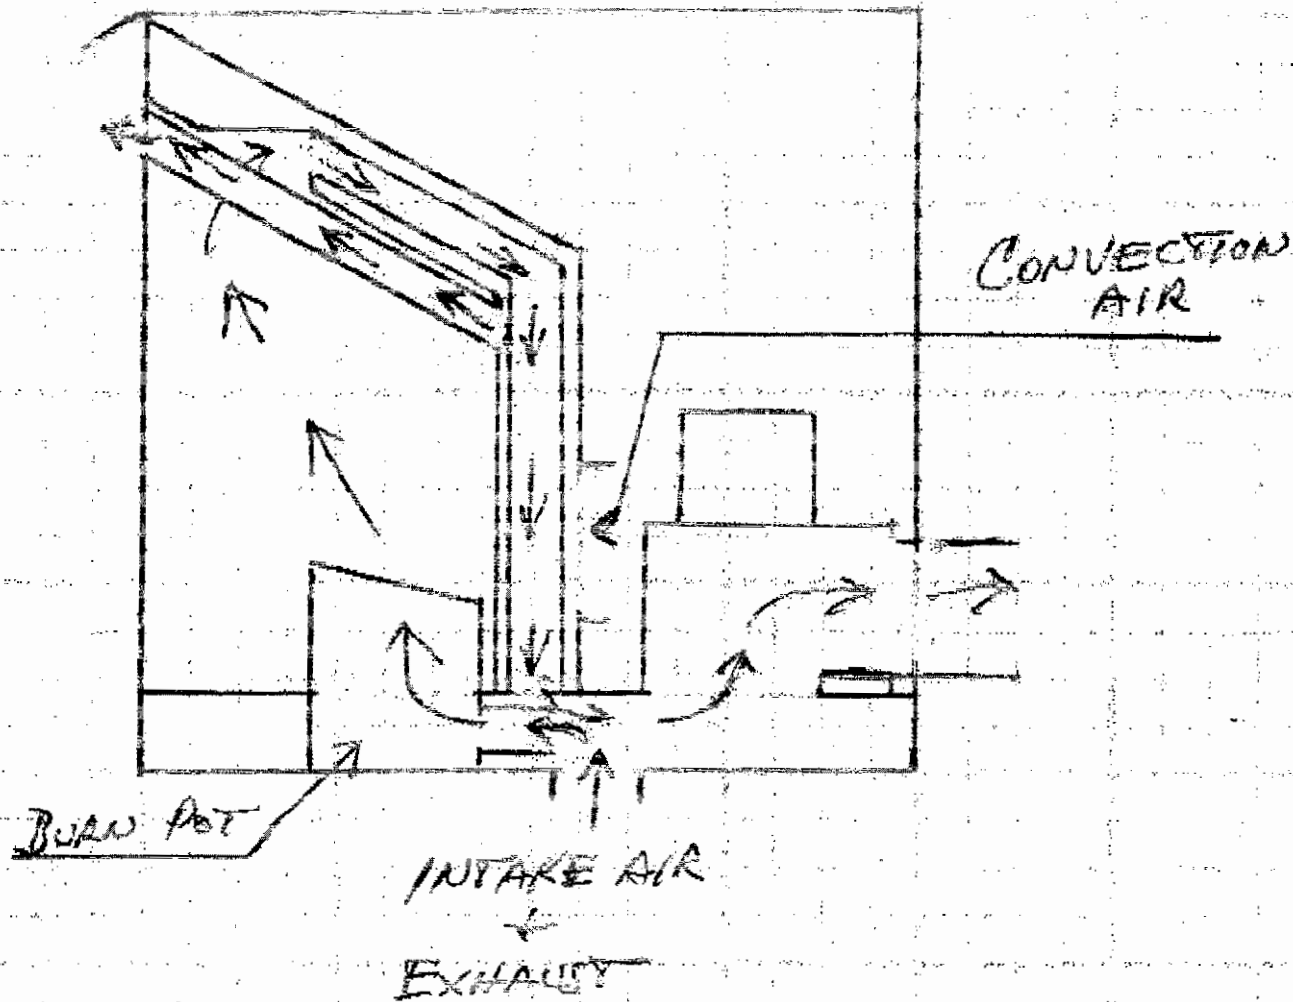 CONVECTION
AIR
BURN POT
INTAKE AIR
+
EXHAUST